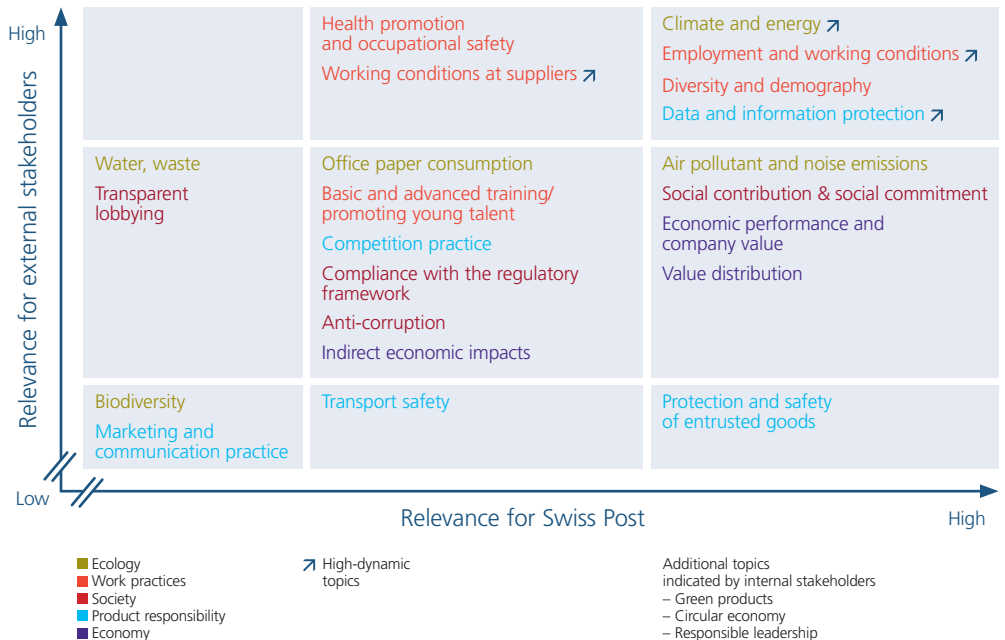 High
Relevance for external stakeholders
Low
Health promotion
and occupational safety
Working conditions at suppliers
Climate and energy
Employment and working conditions
Diversity and demography
Data and information protection
Water, waste
Transparent
lobbying
Office paper consumption
Basic and advanced training/
promoting young talent
Competition practice
Compliance with the regulatory
framework
Anti-corruption
Indirect economic impacts
Air pollutant and noise emissions
Social contribution & social commitment
Economic performance and
company value
Value distribution
Biodiversity
Marketing and
communication practice
Transport safety
Protection and safety
of entrusted goods
Relevance for Swiss Post
High
Ecology
Work practices
Society
Product responsibility
Economy
High-dynamic
topics
Additional topics
indicated by internal stakeholders
– Green products
– Circular economy
– Responsible leadership